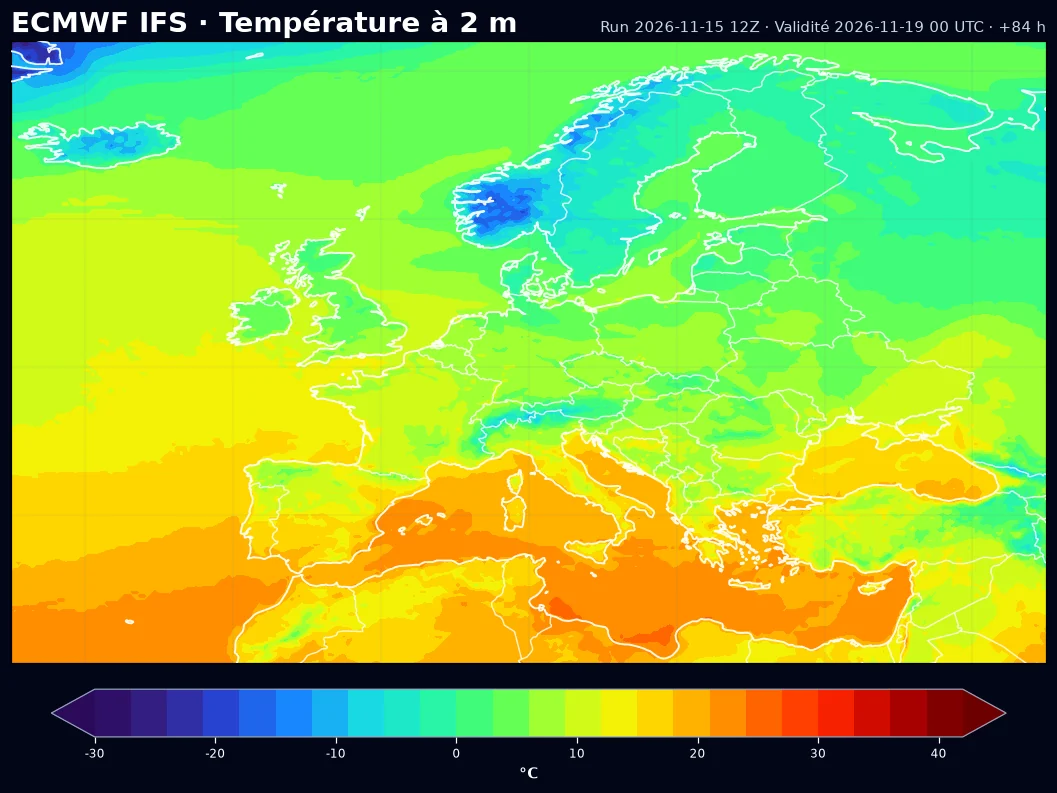 ECMWF IFS · Température à 2 m
Run 2026-11-15 12Z · Validité 2026-11-19 00 UTC · +84 h
-30 -20 -10 0 10 20 30 40
°C